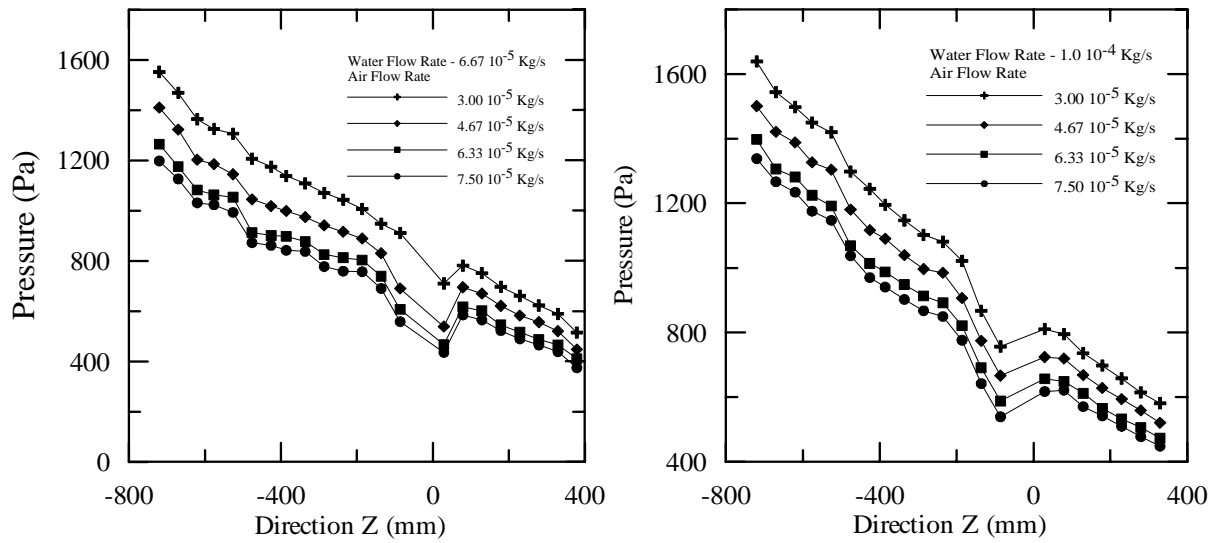 Water Flow Rate - 6.67 10-5 Kg/s
Air Flow Rate
3.00 10-5 Kg/s
4.67 10-5 Kg/s
6.33 10-5 Kg/s
7.50 10-5 Kg/s
1600
1200
800
400
0
Pressure (Pa)
-800
-400
0
400
Direction Z (mm)
Water Flow Rate - 1.0 10-4 Kg/s
Air Flow Rate
3.00 10-5 Kg/s
4.67 10-5 Kg/s
6.33 10-5 Kg/s
7.50 10-5 Kg/s
1600
1200
800
400
Pressure (Pa)
-800
-400
0
400
Direction Z (mm)